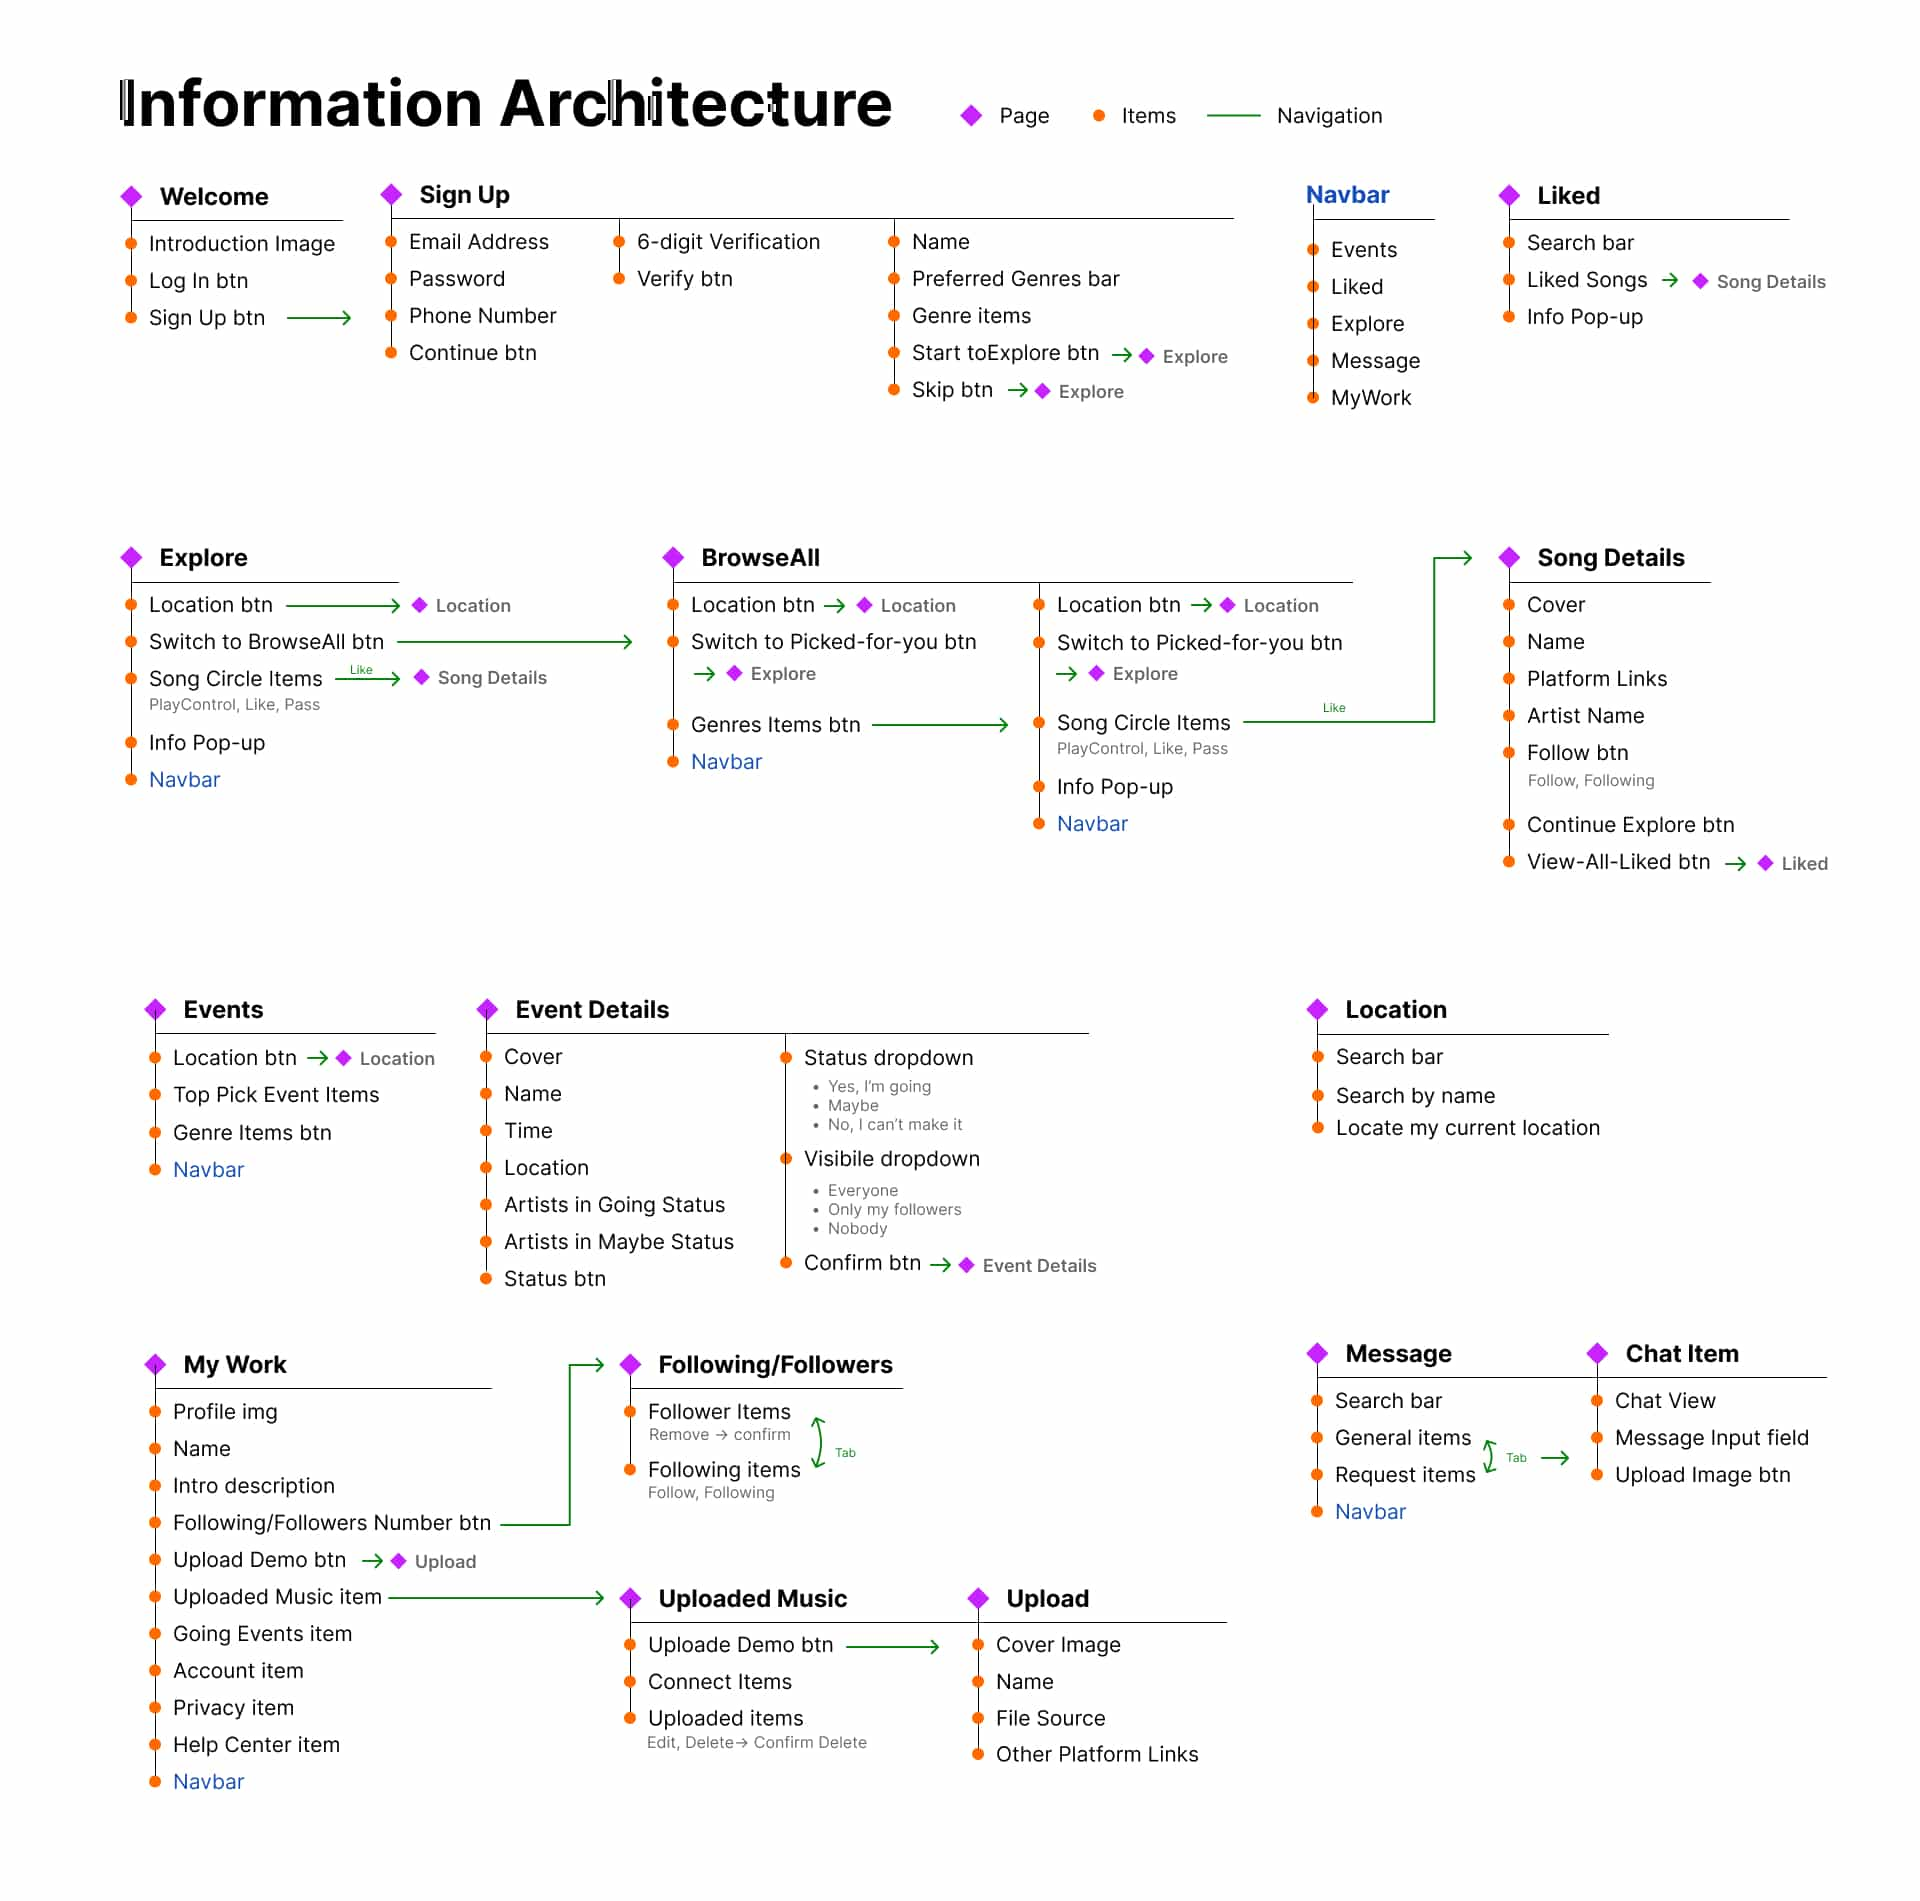 Information Architecture
Page
Items
Navigation
Welcome
Introduction Image
Log In btn
Sign Up btn
Sign Up
Email Address
Password
Phone Number
Continue btn
6-digit Verification
Verify btn
Name
Preferred Genres bar
Genre items
Start toExplore btn → Explore
Skip btn → Explore
Navbar
Events
Liked
Explore
Message
MyWork
Liked
Search bar
Liked Songs → Song Details
Info Pop-up
Explore
Location btn → Location
Switch to BrowseAll btn
Song Circle Items Like → Song Details
PlayControl, Like, Pass
Info Pop-up
Navbar
BrowseAll
Location btn → Location
Switch to Picked-for-you btn
→ Explore
Genres Items btn
Navbar
Location btn → Location
Switch to Picked-for-you btn
→ Explore
Song Circle Items Like
PlayControl, Like, Pass
Info Pop-up
Navbar
Song Details
Cover
Name
Platform Links
Artist Name
Follow btn
Follow, Following
Continue Explore btn
View-All-Liked btn → Liked
Events
Location btn → Location
Top Pick Event Items
Genre Items btn
Navbar
Event Details
Cover
Name
Time
Location
Artists in Going Status
Artists in Maybe Status
Status btn
Status dropdown
• Yes, I'm going
• Maybe
• No, I can't make it
Visibile dropdown
• Everyone
• Only my followers
• Nobody
Confirm btn → Event Details
Location
Search bar
Search by name
Locate my current location
My Work
Profile img
Name
Intro description
Following/Followers Number btn
Upload Demo btn → Upload
Uploaded Music item
Going Events item
Account item
Privacy item
Help Center item
Navbar
Following/Followers
Follower Items
Remove → confirm
Tab
Following items
Follow, Following
Uploaded Music
Uploade Demo btn
Connect Items
Uploaded items
Edit, Delete→ Confirm Delete
Upload
Cover Image
Name
File Source
Other Platform Links
Message
Search bar
General items
Tab
Request items
Navbar
Chat Item
Chat View
Message Input field
Upload Image btn